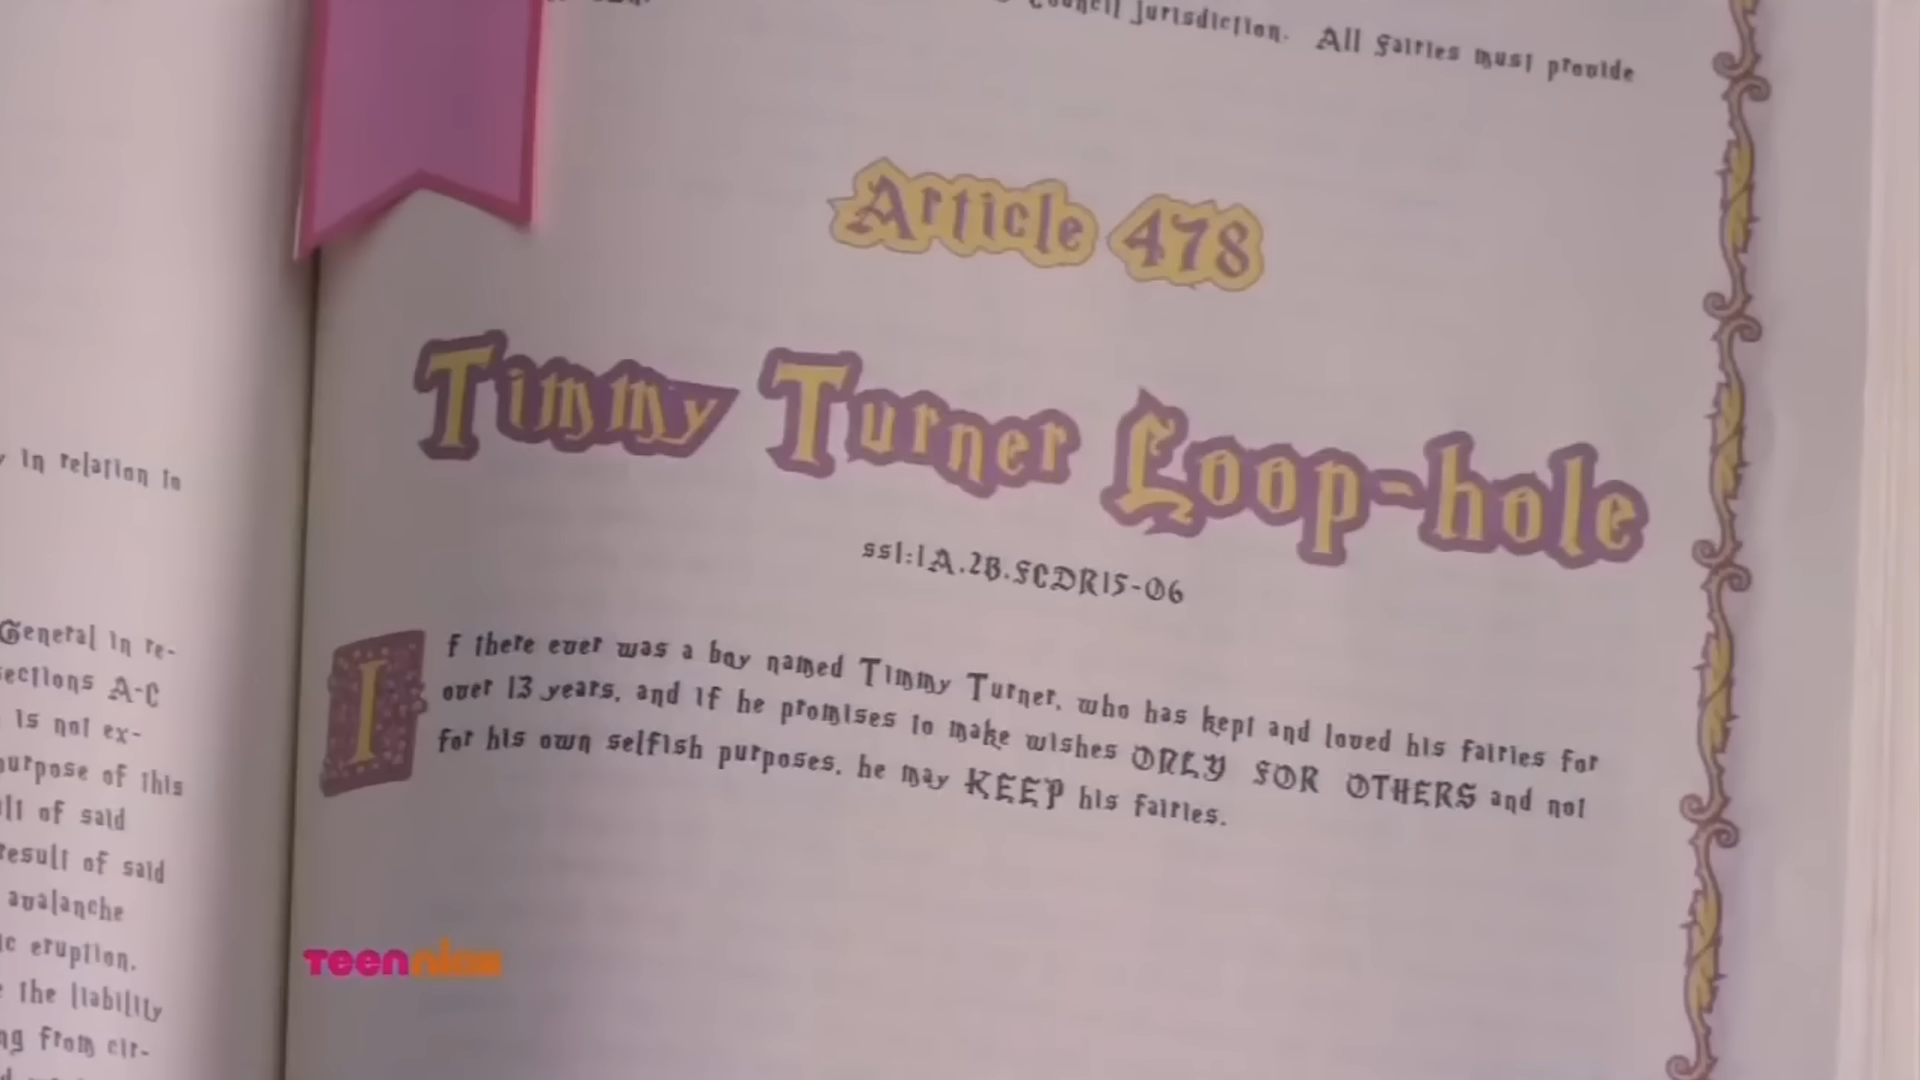 Council jurisdiction. All Fairies must provide
Article 478
Timmy Turner Loop-hole
ss1:1A.2B.FCDR15-06
If there ever was a boy named Timmy Turner, who has kept and loved his fairies for
over 13 years, and if he promises to make wishes ONLY FOR OTHERS and not
for his own selfish purposes, he may KEEP his fairies.
in relation to
General in re-
sections A-C
is not ex-
purpose of this
of said
result of said
avalanche
eruption.
the liability
from cir-
Teennick